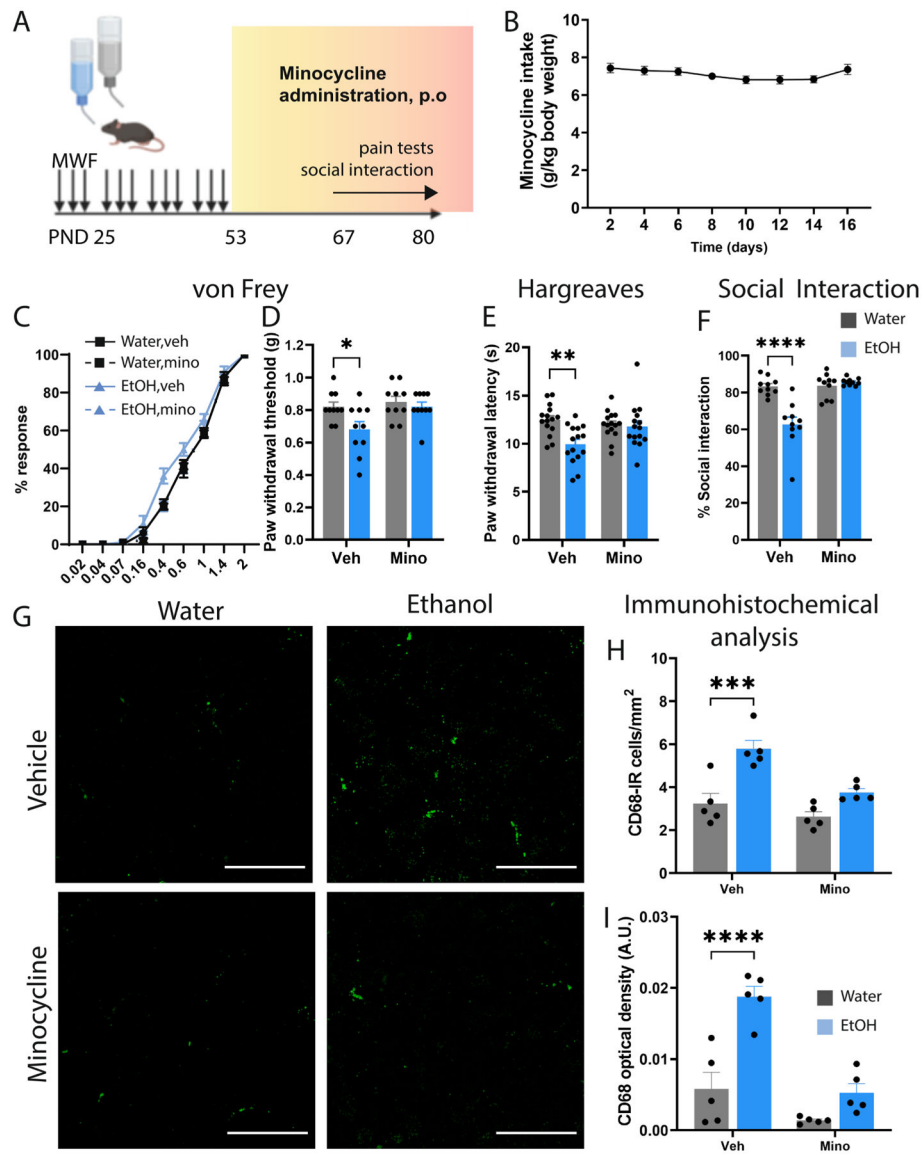 A
Minocycline
administration, p.o
pain tests
social interaction
MWF
PND 25
53
67
80
B
Minocycline intake
(g/kg body weight)
10
8
6
4
2
0
2 4 6 8 10 12 14 16
Time (days)
von Frey
Hargreaves
Social Interaction
C
Water,veh
Water,mino
EtOH,veh
EtOH,mino
% response
100
80
60
40
20
0
0.02 0.04 0.07 0.16 0.4 0.6 1 1.4 2
D
Paw withdrawal threshold (g)
1.2
1.0
0.8
0.6
0.4
0.2
0.0
*
Veh Mino
E
Paw withdrawal latency (s)
20
15
10
5
0
**
Veh Mino
F
Water
EtOH
% Social interaction
100
80
60
40
20
0
****
Veh Mino
G
Water
Ethanol
Vehicle
Minocycline
Immunohistochemical
analysis
H
CD68-IR cells/mm²
10
8
6
4
2
0
***
Veh Mino
I
CD68 optical density (A.U.)
0.03
0.02
0.01
0.00
****
Water
EtOH
Veh Mino